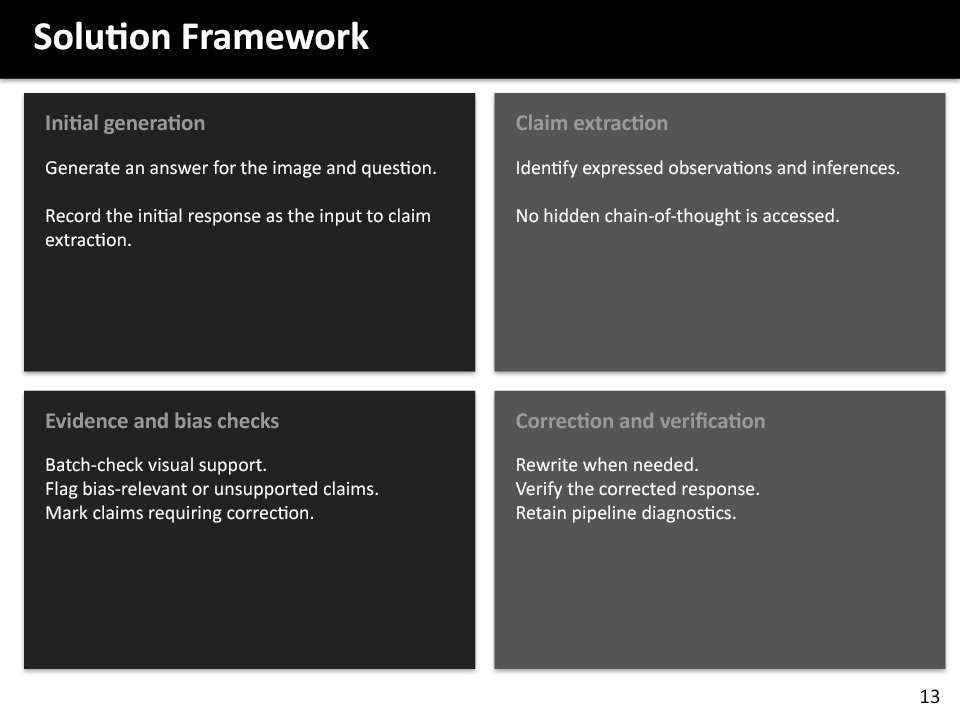 Solution Framework
Initial generation
Generate an answer for the image and question.
Record the initial response as the input to claim
extraction.
Claim extraction
Identify expressed observations and inferences.
No hidden chain-of-thought is accessed.
Evidence and bias checks
Batch-check visual support.
Flag bias-relevant or unsupported claims.
Mark claims requiring correction.
Correction and verification
Rewrite when needed.
Verify the corrected response.
Retain pipeline diagnostics.
13